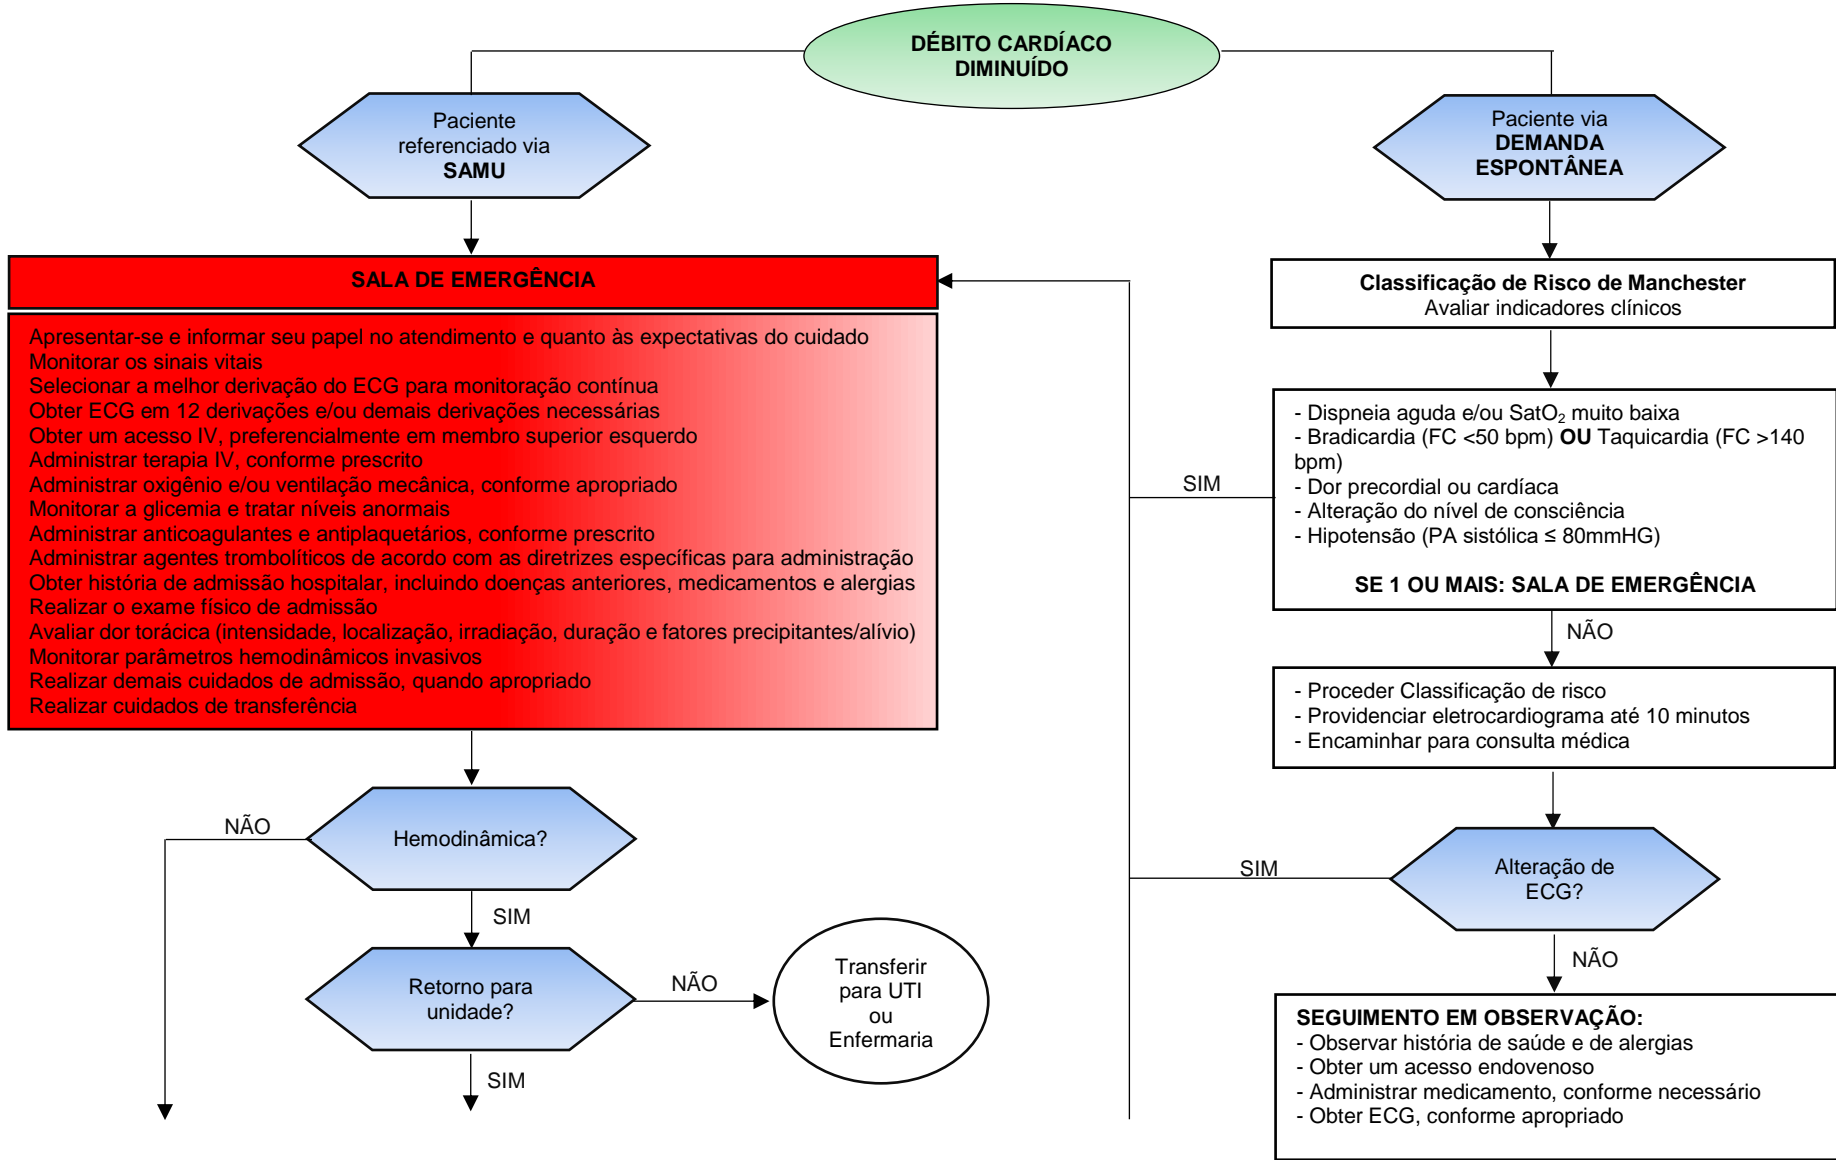 DÉBITO CARDÍACO
DIMINUÍDO
Paciente
referenciado via
SAMU
Paciente via
DEMANDA
ESPONTÂNEA
SALA DE EMERGÊNCIA
Apresentar-se e informar seu papel no atendimento e quanto às expectativas do cuidado
Monitorar os sinais vitais
Selecionar a melhor derivação do ECG para monitoração contínua
Obter ECG em 12 derivações e/ou demais derivações necessárias
Obter um acesso IV, preferencialmente em membro superior esquerdo
Administrar terapia IV, conforme prescrito
Administrar oxigênio e/ou ventilação mecânica, conforme apropriado
Monitorar a glicemia e tratar níveis anormais
Administrar anticoagulantes e antiplaquetários, conforme prescrito
Administrar agentes trombolíticos de acordo com as diretrizes específicas para administração
Obter história de admissão hospitalar, incluindo doenças anteriores, medicamentos e alergias
Realizar o exame físico de admissão
Avaliar dor torácica (intensidade, localização, irradiação, duração e fatores precipitantes/alívio)
Monitorar parâmetros hemodinâmicos invasivos
Realizar demais cuidados de admissão, quando apropriado
Realizar cuidados de transferência
Classificação de Risco de Manchester
Avaliar indicadores clínicos
- Dispneia aguda e/ou SatO₂ muito baixa
- Bradicardia (FC <50 bpm) OU Taquicardia (FC >140
bpm)
- Dor precordial ou cardíaca
- Alteração do nível de consciência
- Hipotensão (PA sistólica ≤ 80mmHG)
SE 1 OU MAIS: SALA DE EMERGÊNCIA
SIM
NÃO
- Proceder Classificação de risco
- Providenciar eletrocardiograma até 10 minutos
- Encaminhar para consulta médica
Hemodinâmica?
NÃO
SIM
Alteração de
ECG?
SIM
NÃO
Retorno para
unidade?
NÃO
SIM
Transferir
para UTI
ou
Enfermaria
SEGUIMENTO EM OBSERVAÇÃO:
- Observar história de saúde e de alergias
- Obter um acesso endovenoso
- Administrar medicamento, conforme necessário
- Obter ECG, conforme apropriado